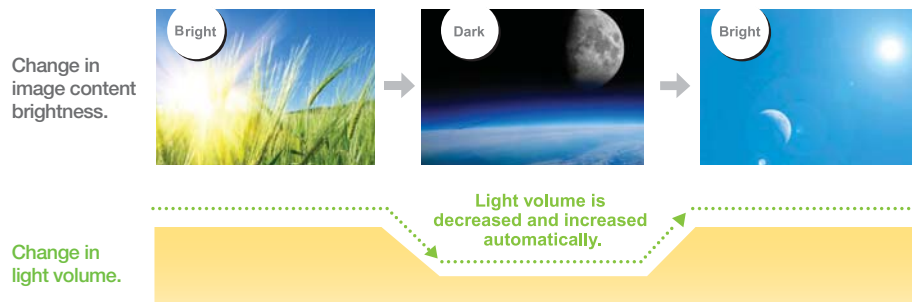 Bright
Dark
Bright
Change in
image content
brightness.
Light volume is
decreased and increased
automatically.
Change in
light volume.